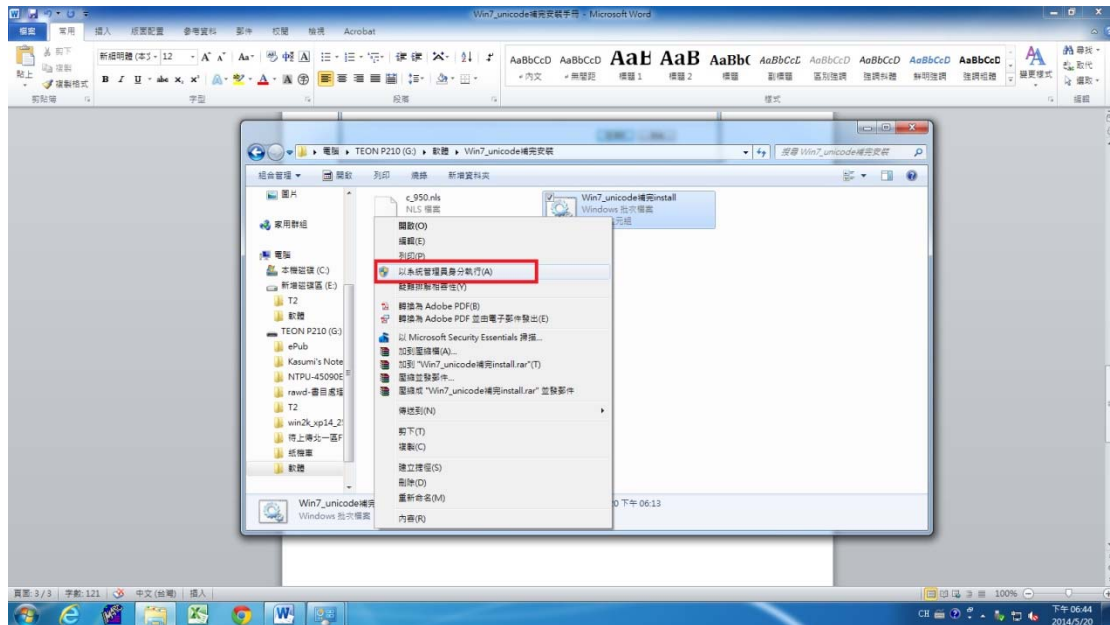 Win7_unicode補完安裝手冊 - Microsoft Word
檔案 常用 插入 版面配置 參考資料 郵件 校閱 檢視 Acrobat
剪下
複製
貼上 複製格式
新細明體 (本文 - 12
AaBbCcD AaBbCcD AaB AaB AaBb( AaBbCcL AaBbCcD AaBbCcD AaBbCcD AaBbCcD
內文 無間距 標題 1 標題 2 標題 副標題 區別強調 強調斜體 鮮明強調 強調粗體
變更樣式
尋找
取代
選取
剪貼簿 字型 段落 樣式 編輯
電腦 TEON P210 (G:) 軟體 Win7_unicode補完安裝
搜尋 Win7_unicode補完安裝
組合管理 開啟 列印 燒錄 新增資料夾
圖片
家用群組
電腦
本機磁碟 (C:)
新增磁碟區 (E:)
T2
軟體
TEON P210 (G:)
ePub
Kasumi's Note
NTPU-45090E
rawd-書目處理
T2
win2k_xp14_2
紙機車
軟體
c_950.nls
NLS 檔案
Win7_unicode補完install
Windows 批次檔案
開啟(O)
編輯(E)
列印(P)
以系統管理員身分執行(A)
疑難排解相容性(Y)
轉換為 Adobe PDF(B)
轉換為 Adobe PDF 並由電子郵件發出(E)
以 Microsoft Security Essentials 掃描...
加到壓縮檔(A)...
加到 "Win7_unicode補完install.rar"(T)
壓縮並發郵件...
壓縮成 "Win7_unicode補完install.rar" 並發郵件
傳送到(N)
剪下(T)
複製(C)
建立捷徑(S)
刪除(D)
重新命名(M)
內容(R)
Win7_unicode補完
Windows 批次檔案
下午 06:13
頁面: 3 / 3 字數: 121 中文 (台灣) 插入 100%
CH 下午 06:44
2014/5/20